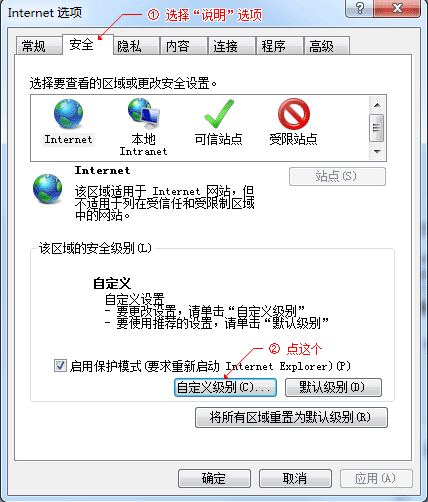 Internet 选项
① 选择“说明”选项
常规 安全 隐私 内容 连接 程序 高级
选择要查看的区域或更改安全设置。
Internet 本地 Intranet 可信站点 受限站点
Internet
站点(S)
该区域适用于 Internet 网站，但
不适用于列在受信任和受限制区域
中的网站。
该区域的安全级别(L)
自定义
自定义设置
- 要更改设置，请单击“自定义级别”
- 要使用推荐的设置，请单击“默认级别”
② 点这个
启用保护模式(要求重新启动 Internet Explorer)(P)
自定义级别(C)... 默认级别(D)
将所有区域重置为默认级别(R)
确定 取消 应用(A)